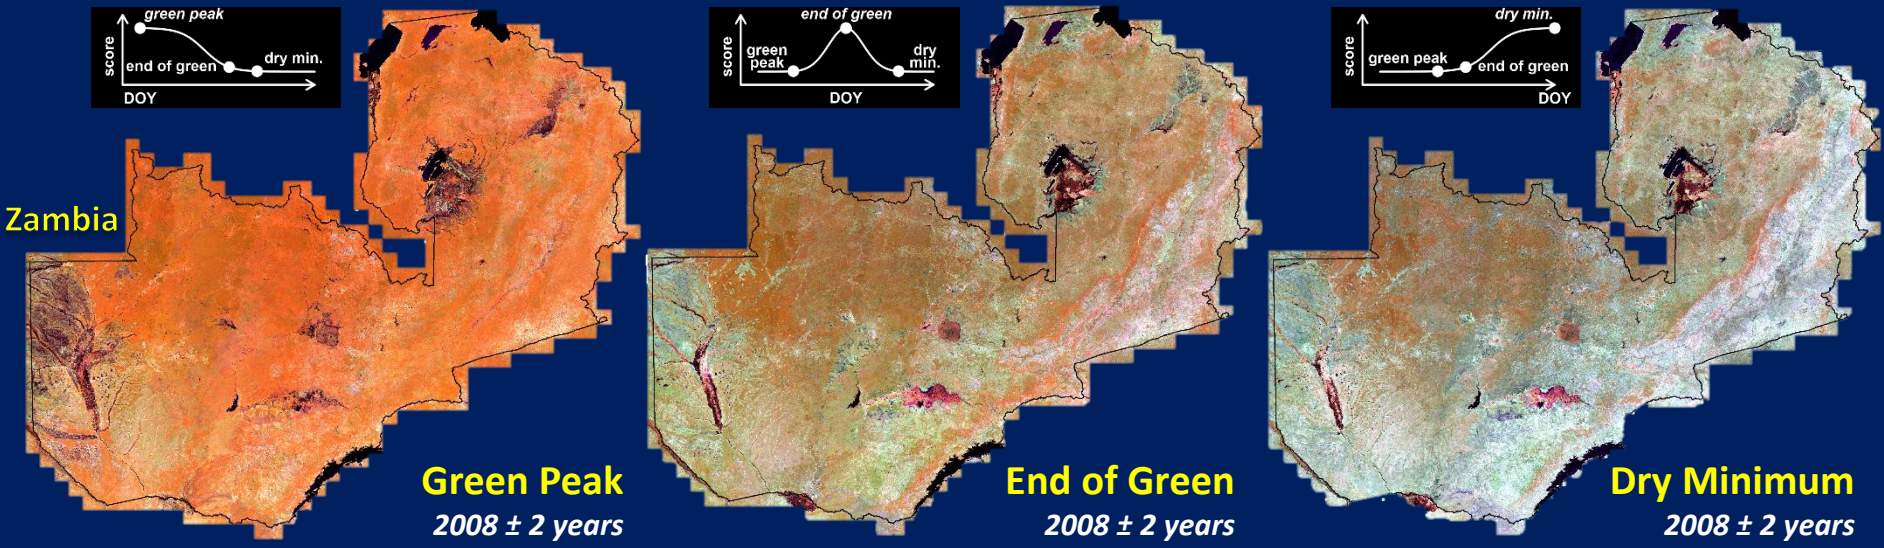 Zambia
green peak
score
end of green
dry min.
DOY
Green Peak
2008 ± 2 years
end of green
score
green
peak
dry
min.
DOY
End of Green
2008 ± 2 years
dry min.
score
green peak
end of green
DOY
Dry Minimum
2008 ± 2 years